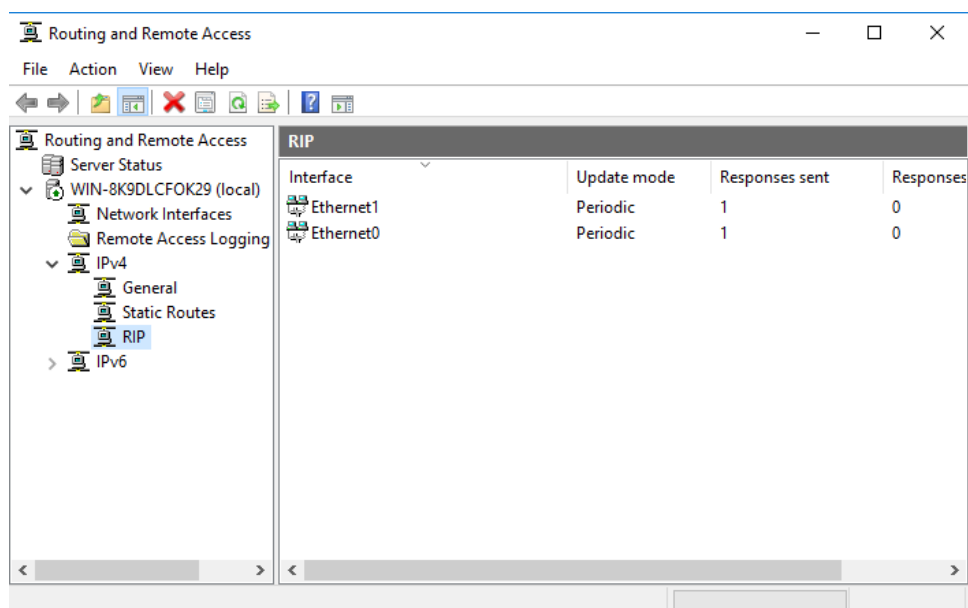 Routing and Remote Access
File Action View Help
Routing and Remote Access
Server Status
WIN-8K9DLCFOK29 (local)
Network Interfaces
Remote Access Logging
IPv4
General
Static Routes
RIP
IPv6
RIP
Interface Update mode Responses sent Responses
Ethernet1 Periodic 1 0
Ethernet0 Periodic 1 0